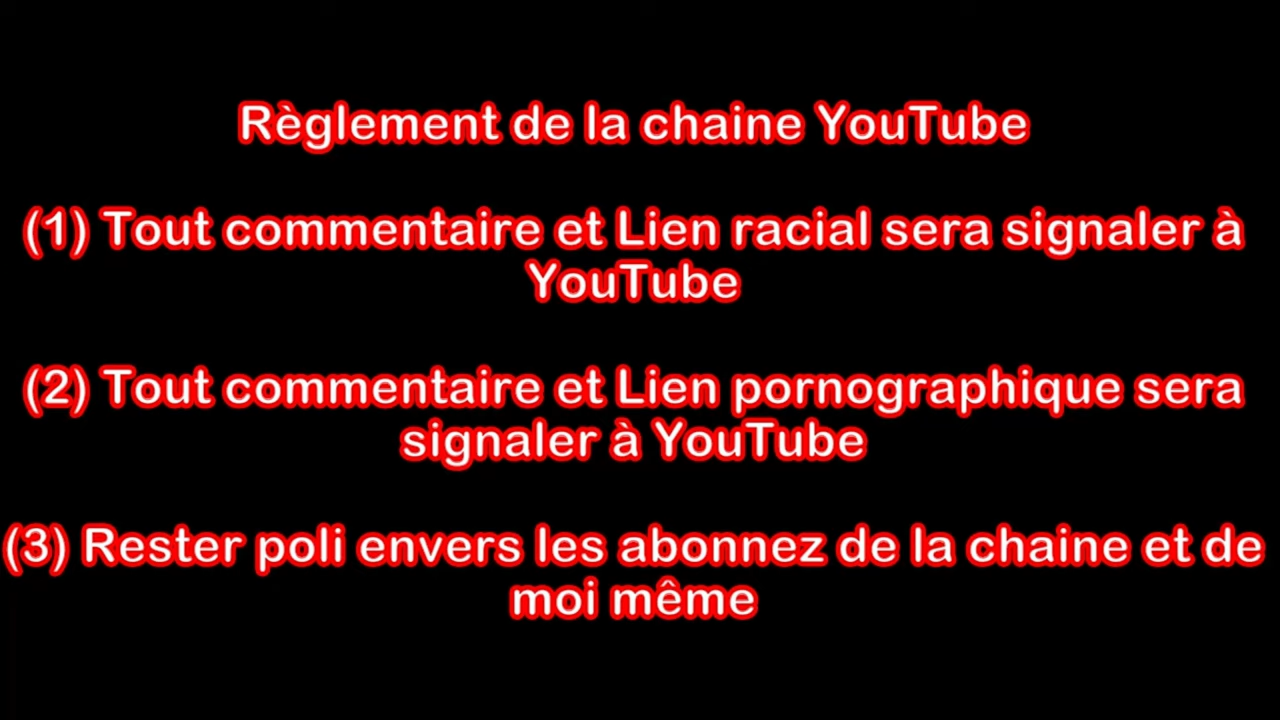 Règlement de la chaine YouTube
(1) Tout commentaire et Lien racial sera signaler à
YouTube
(2) Tout commentaire et Lien pornographique sera
signaler à YouTube
(3) Rester poli envers les abonnez de la chaine et de
moi même